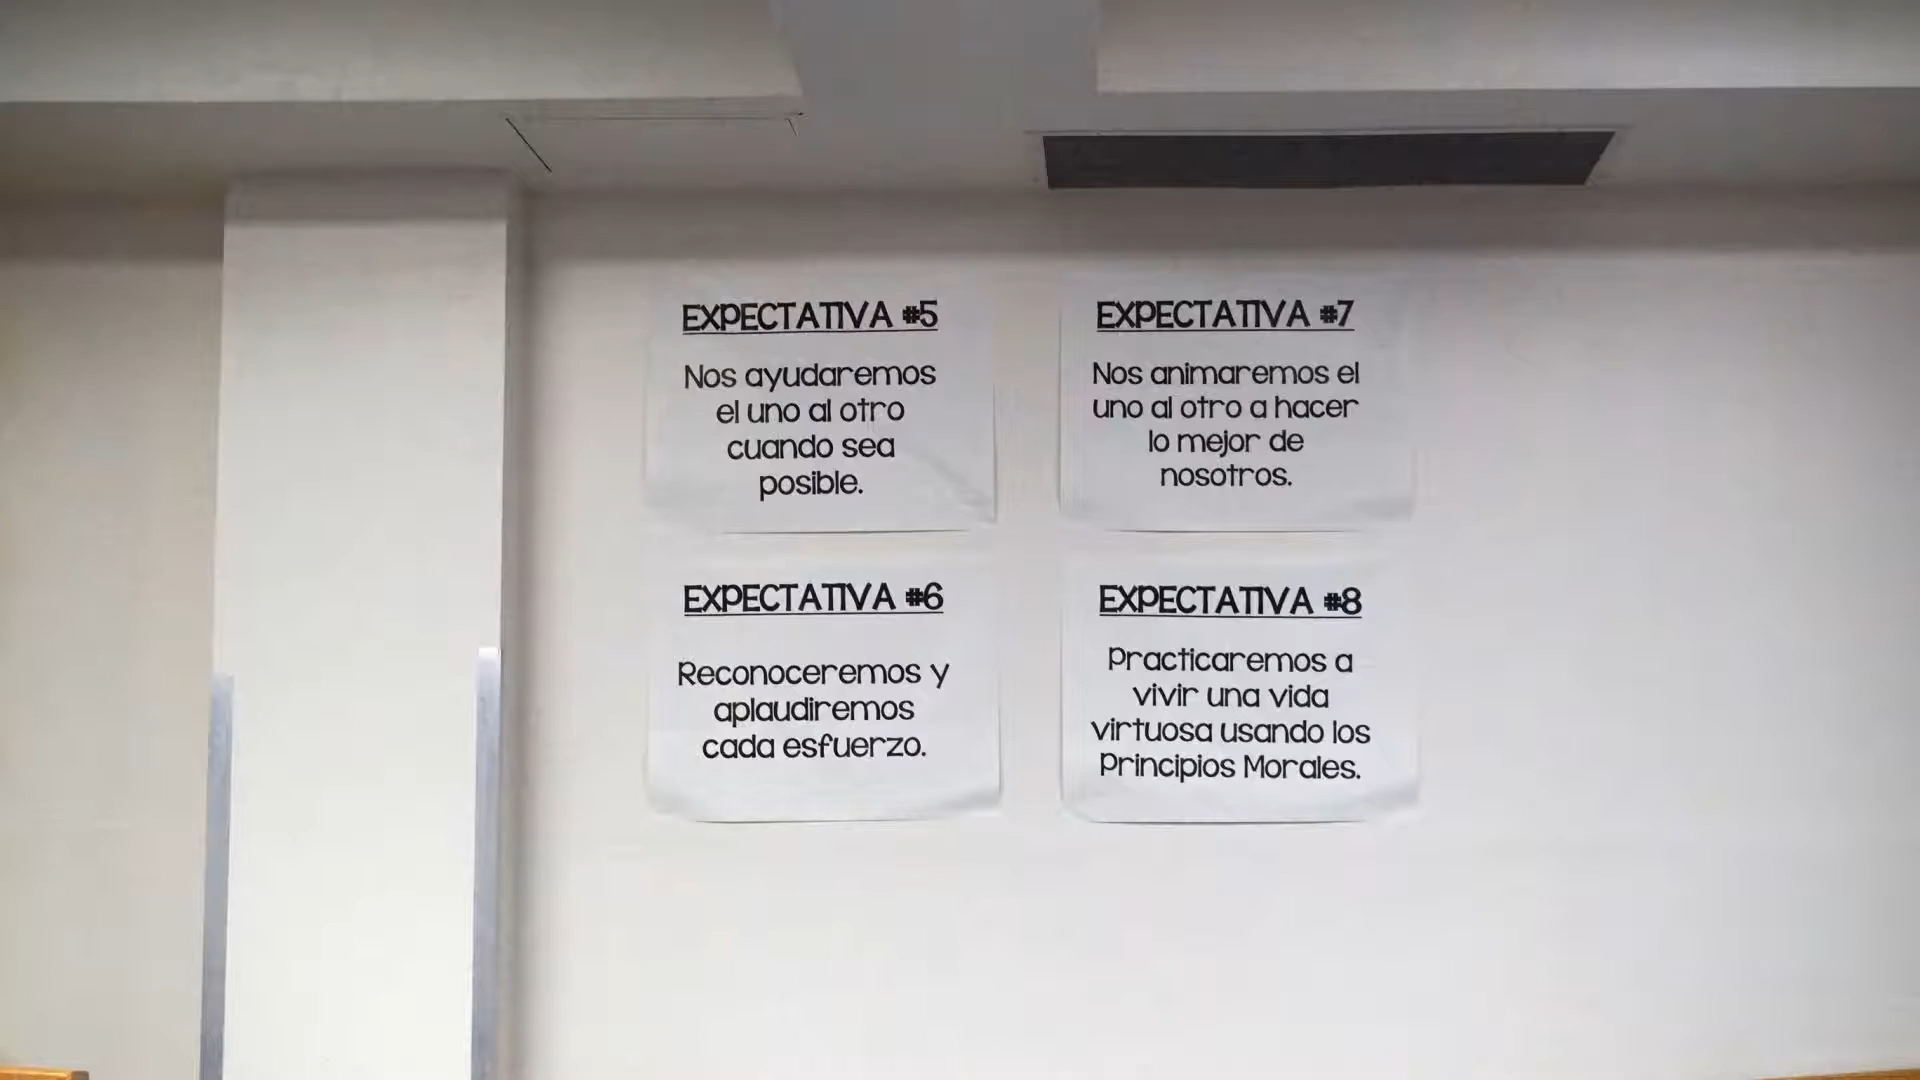 EXPECTATIVA #5
Nos ayudaremos
el uno al otro
cuando sea
posible.
EXPECTATIVA #6
Reconoceremos y
aplaudiremos
cada esfuerzo.
EXPECTATIVA #7
Nos animaremos el
uno al otro a hacer
lo mejor de
nosotros.
EXPECTATIVA #8
Practicaremos a
vivir una vida
virtuosa usando los
Principios Morales.